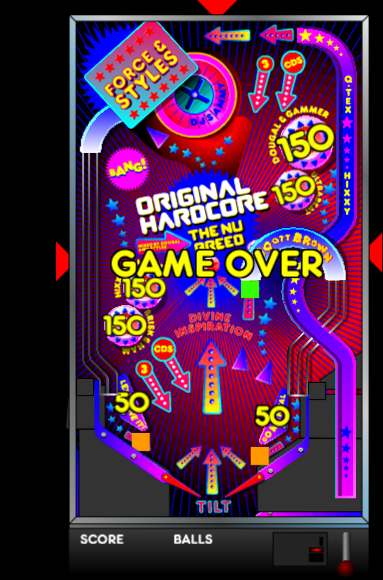 FORCE &
STYLES
DJ'S SAMMY
3
CDS
Q-TEX
HIXXY
DOUGAL & GAMMER
150
BANG!
150
ORIGINAL
HARDCORE
THE NU
BREED
SCOTT BROWN
GAME OVER
150
150
DIVINE
INSPIRATION
CDS
3
50
50
TILT
SCORE
BALLS